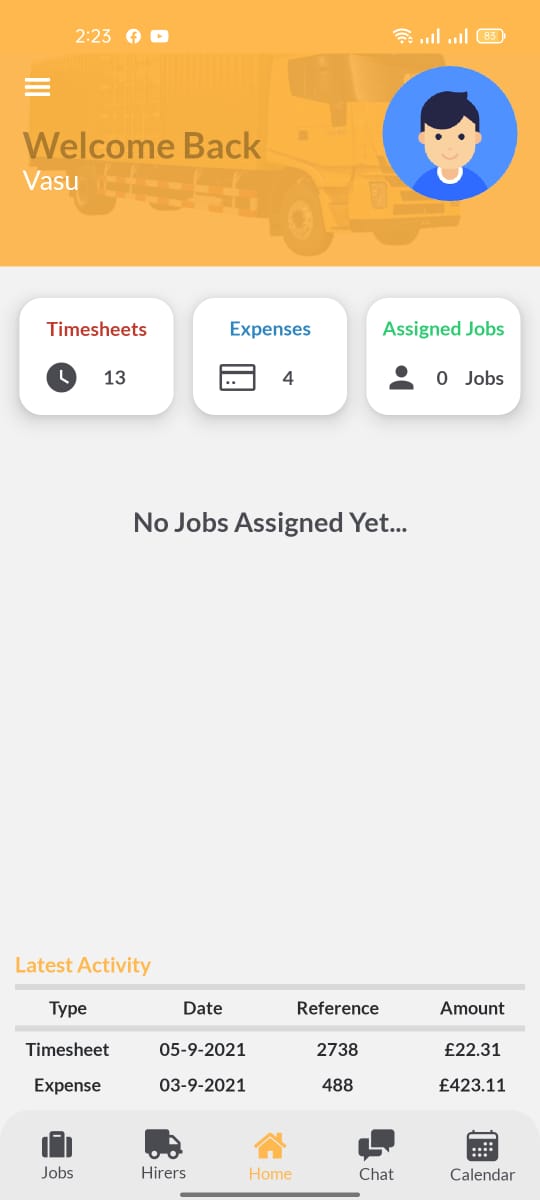 2:23 83
Welcome Back
Vasu
Timesheets Expenses Assigned Jobs
13 4 0 Jobs
No Jobs Assigned Yet...
Latest Activity
Type Date Reference Amount
Timesheet 05-9-2021 2738 £22.31
Expense 03-9-2021 488 £423.11
Jobs Hirers Home Chat Calendar